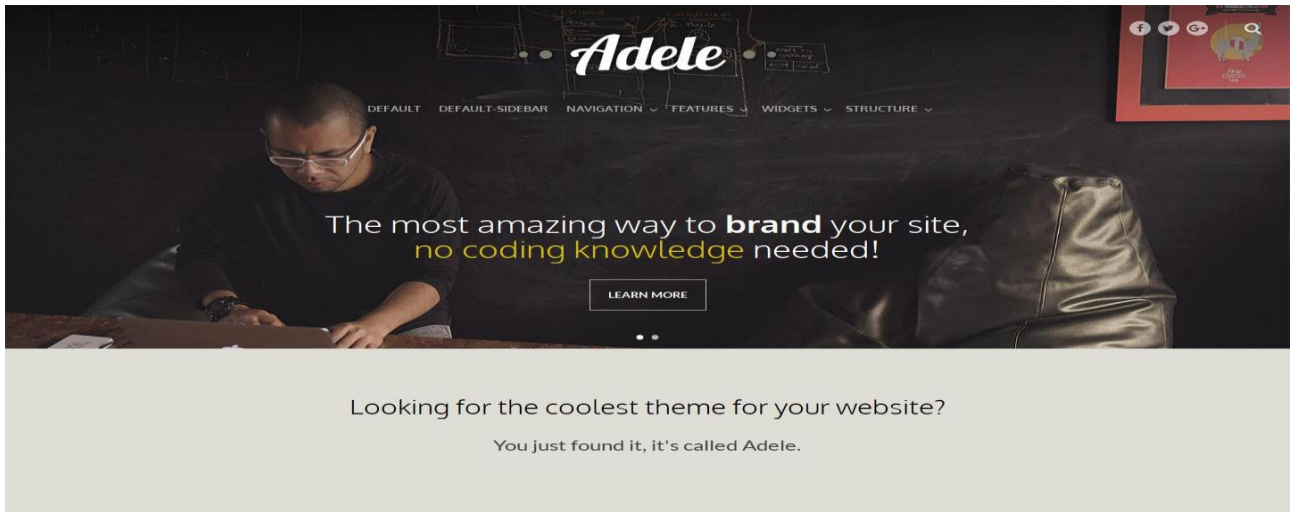 Adele
DEFAULT DEFAULT-SIDEBAR NAVIGATION FEATURES WIDGETS STRUCTURE
The most amazing way to brand your site,
no coding knowledge needed!
LEARN MORE
Looking for the coolest theme for your website?
You just found it, it's called Adele.